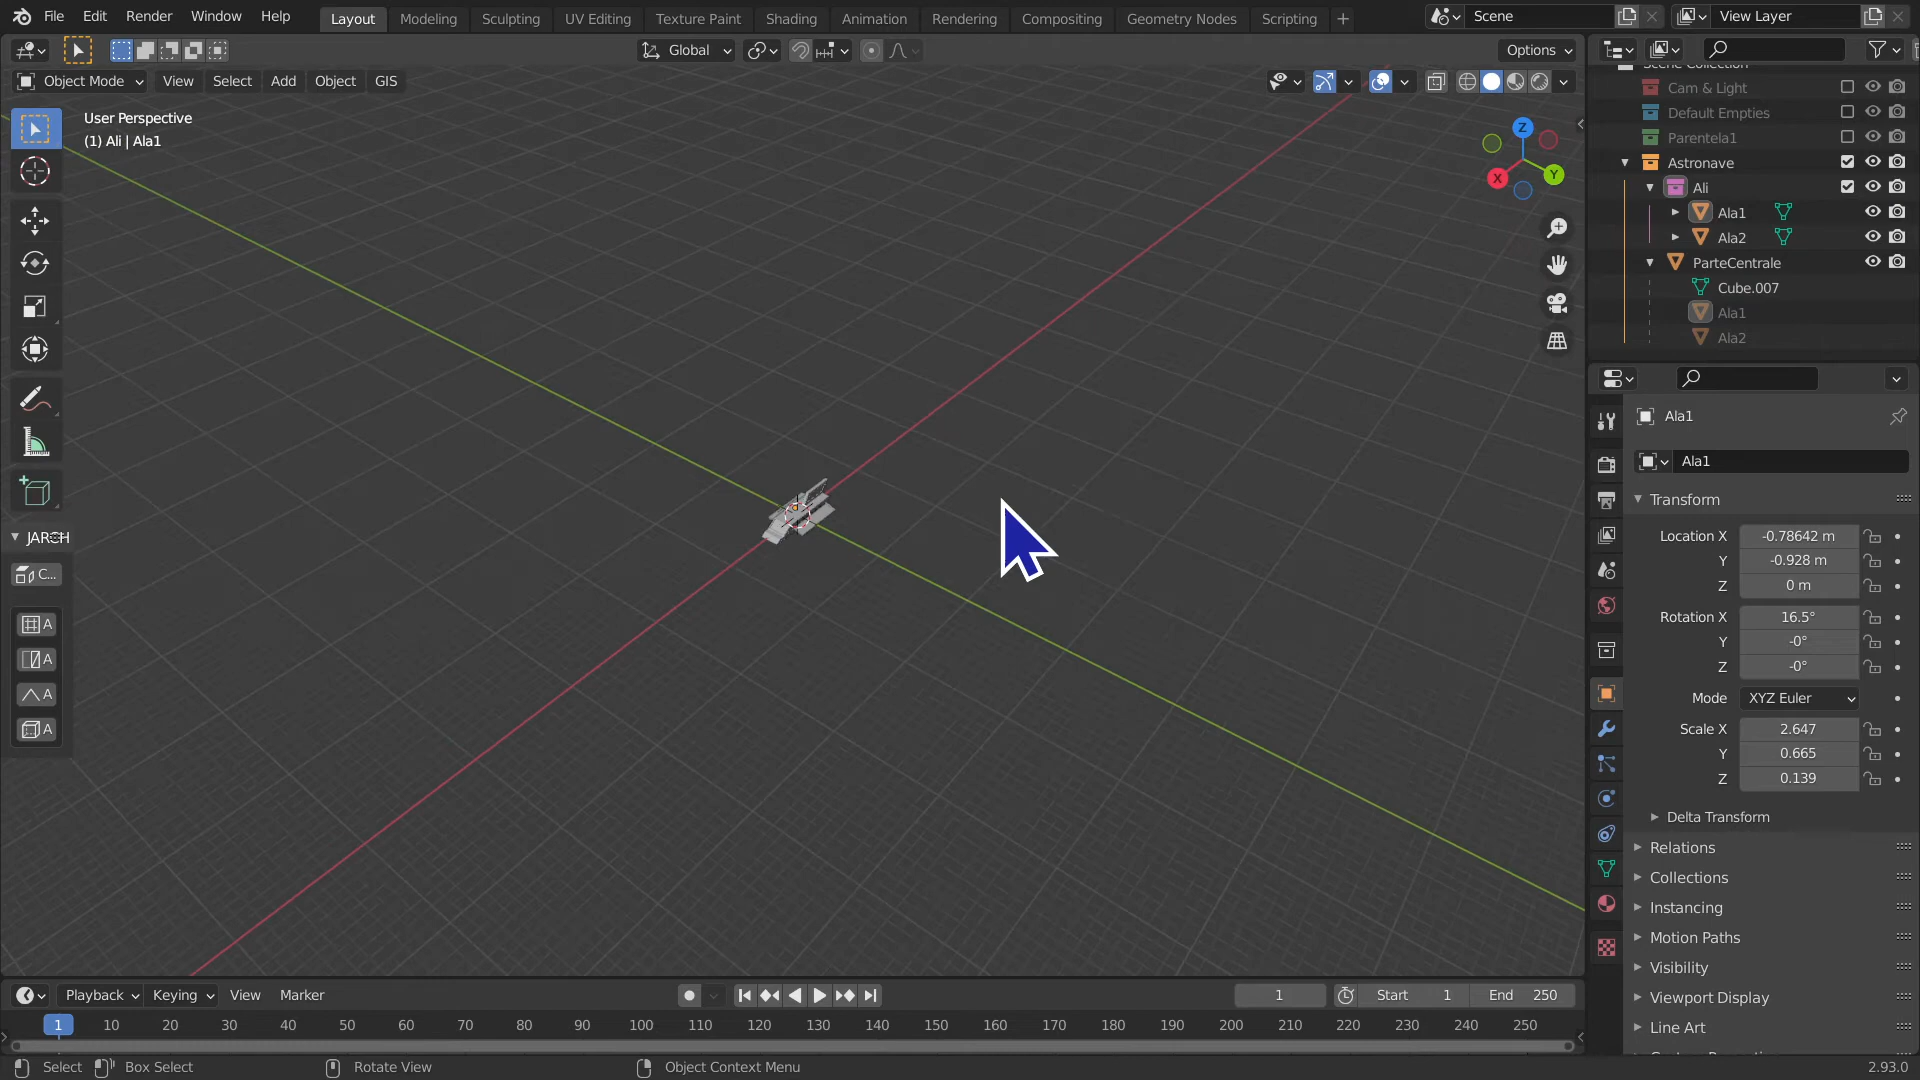 File Edit Render Window Help Layout Modeling Sculpting UV Editing Texture Paint Shading Animation Rendering Compositing Geometry Nodes Scripting + Scene View Layer
Global Options
Object Mode View Select Add Object GIS
User Perspective
(1) Ali | Ala1
Z
Y
X
JARCH
C...
A
A
A
A
Scene Collection
Cam & Light
Default Empties
Parentela1
Astronave
Ali
Ala1
Ala2
ParteCentrale
Cube.007
Ala1
Ala2
Ala1
Ala1
Transform
Location X -0.78642 m
Y -0.928 m
Z 0 m
Rotation X 16.5°
Y -0°
Z -0°
Mode XYZ Euler
Scale X 2.647
Y 0.665
Z 0.139
Delta Transform
Relations
Collections
Instancing
Motion Paths
Visibility
Viewport Display
Line Art
Playback Keying View Marker 1 Start 1 End 250
1 10 20 30 40 50 60 70 80 90 100 110 120 130 140 150 160 170 180 190 200 210 220 230 240 250
Select Box Select Rotate View Object Context Menu 2.93.0